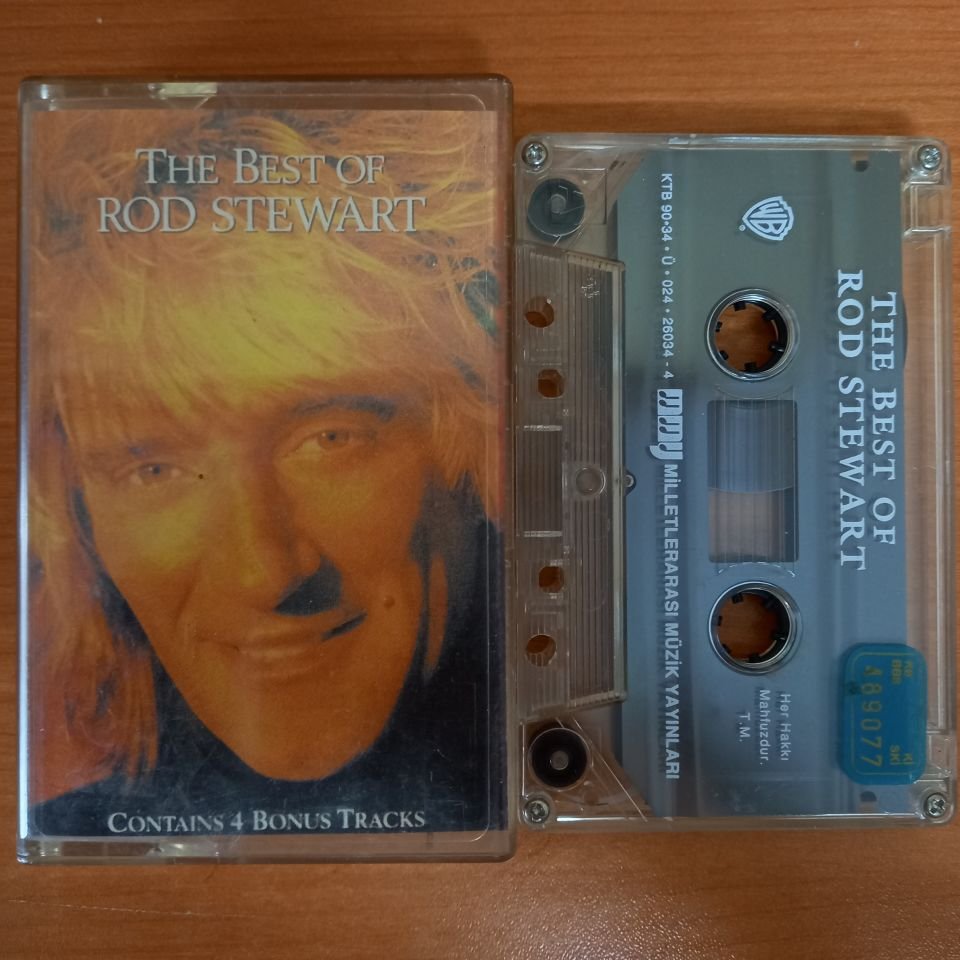 THE BEST OF
ROD STEWART
CONTAINS 4 BONUS TRACKS
THE BEST OF
ROD STEWART
WB
®
KTB 90•34 • Ü • 024 • 26034 - 4
MİLLETLERARASI MÜZİK YAYINLARI
Her Hakkı
Mahfuzdur.
T.M.
489077